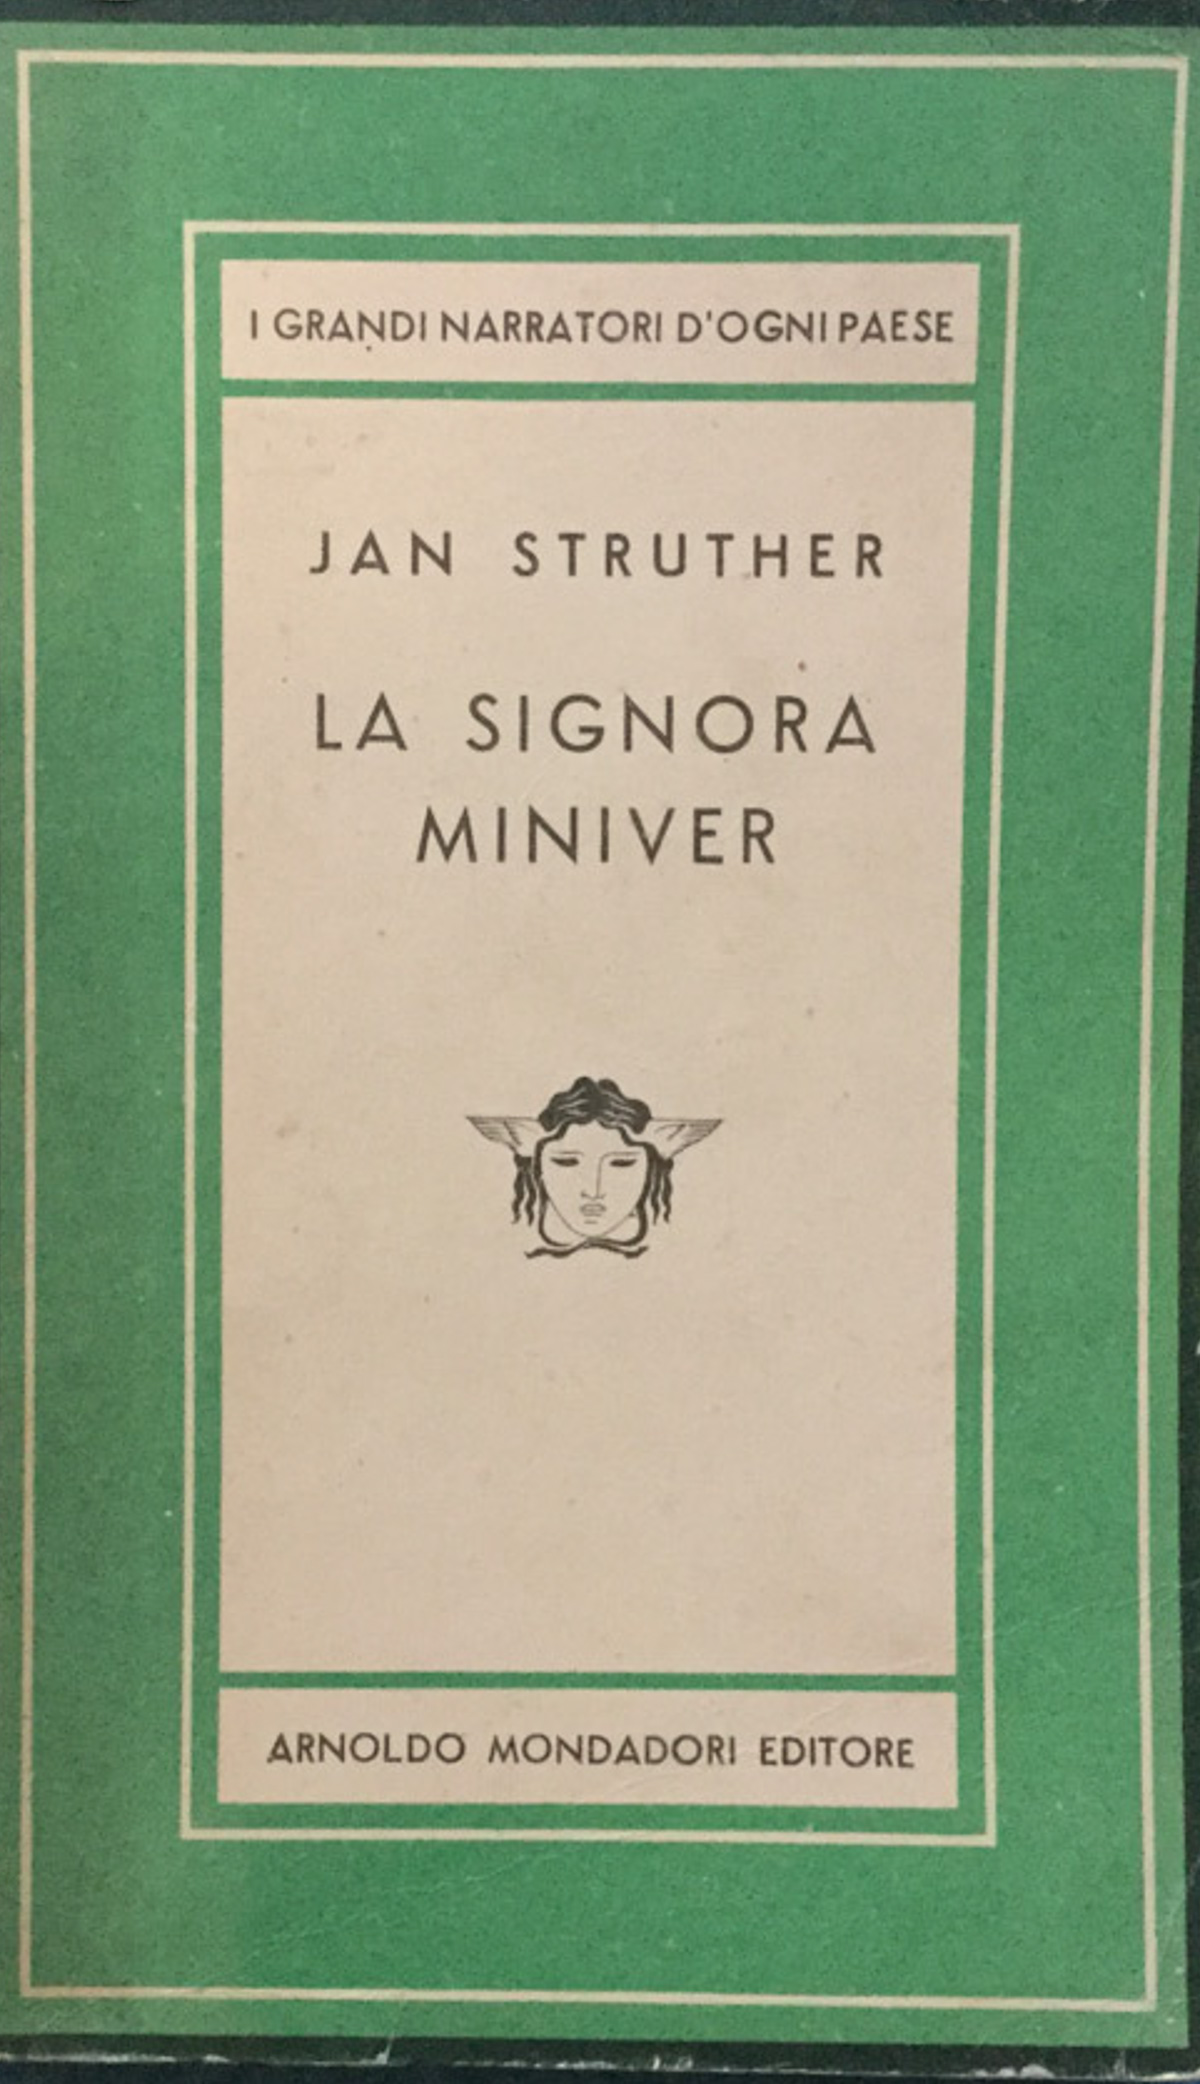 I GRANDI NARRATORI D'OGNI PAESE
JAN STRUTHER
LA SIGNORA
MINIVER
ARNOLDO MONDADORI EDITORE